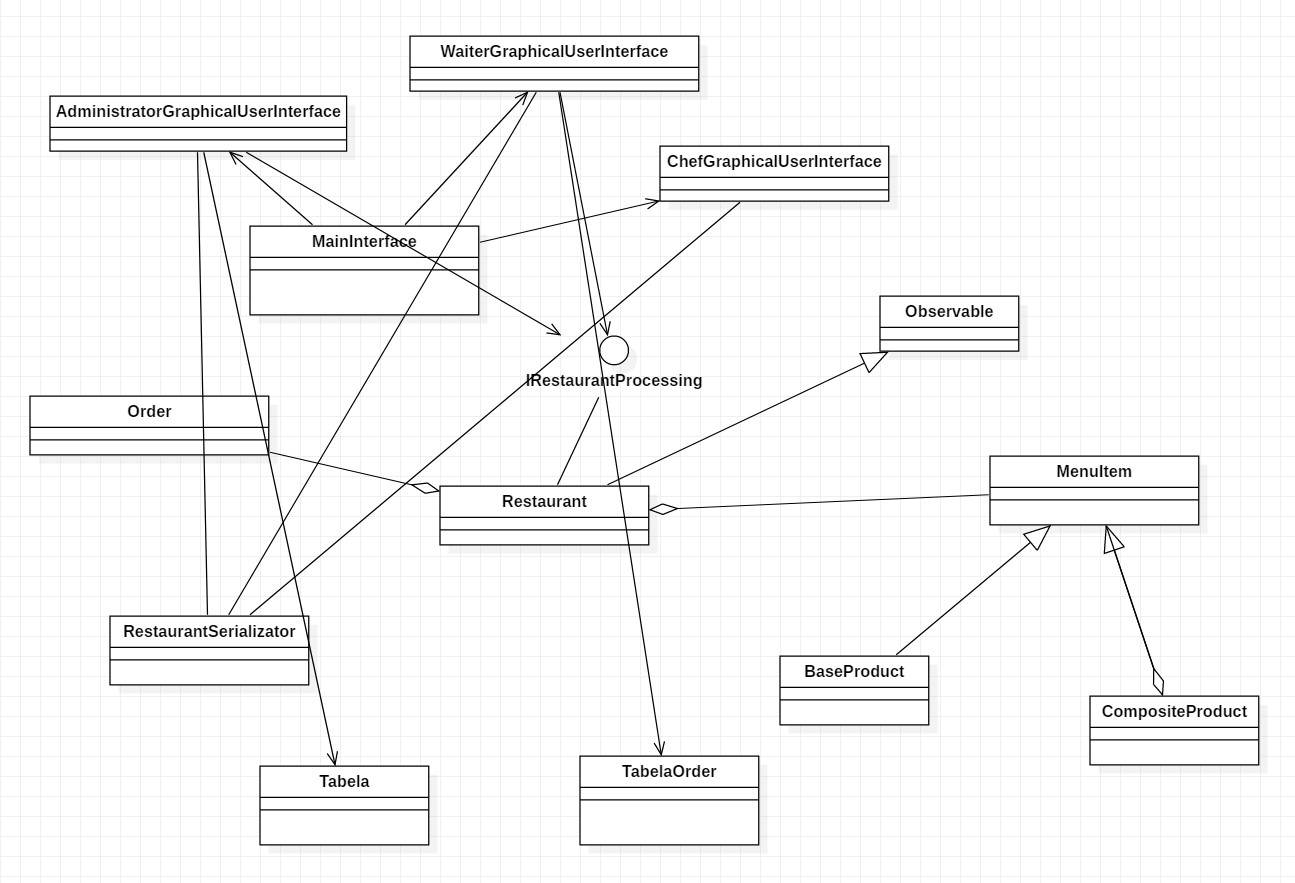 WaiterGraphicalUserInterface
AdministratorGraphicalUserInterface
ChefGraphicalUserInterface
MainInterface
Observable
IRestaurantProcessing
Order
MenuItem
Restaurant
RestaurantSerializator
BaseProduct
CompositeProduct
Tabela
TabelaOrder